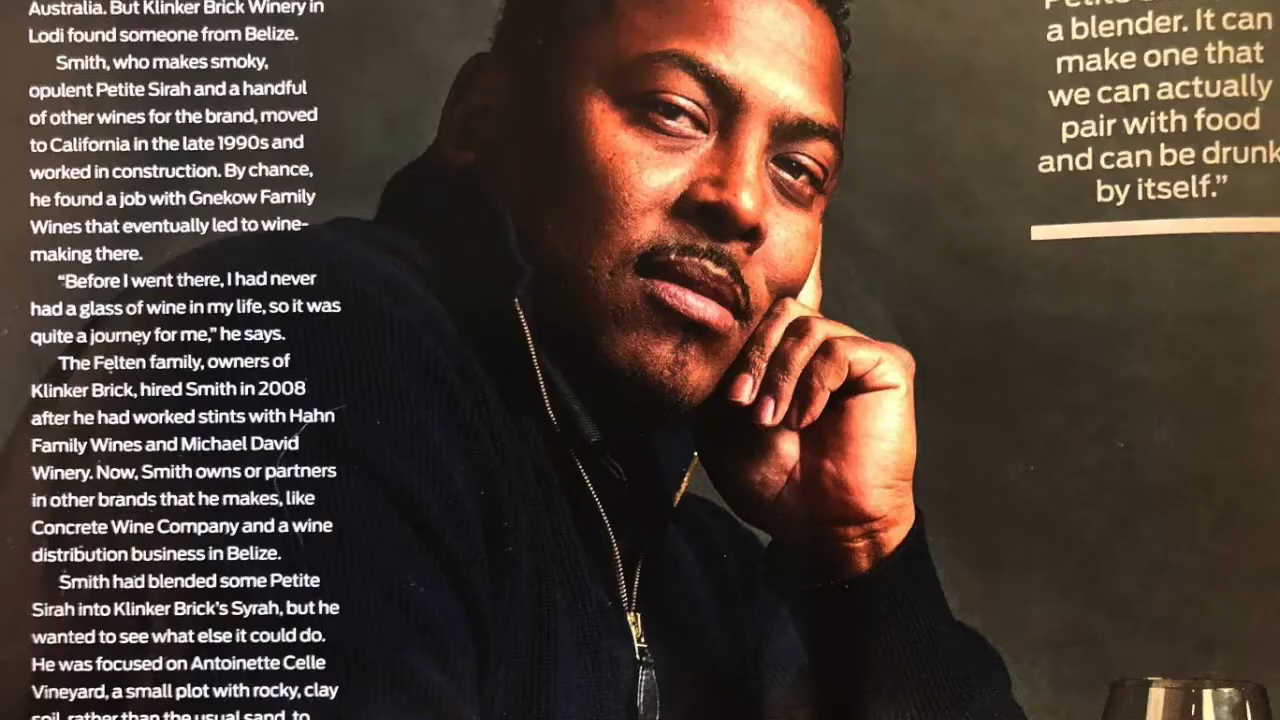 Australia. But Klinker Brick Winery in
Lodi found someone from Belize.
Smith, who makes smoky,
opulent Petite Sirah and a handful
of other wines for the brand, moved
to California in the late 1990s and
worked in construction. By chance,
he found a job with Gnekow Family
Wines that eventually led to wine-
making there.
“Before I went there, I had never
had a glass of wine in my life, so it was
quite a journey for me,” he says.
The Felten family, owners of
Klinker Brick, hired Smith in 2008
after he had worked stints with Hahn
Family Wines and Michael David
Winery. Now, Smith owns or partners
in other brands that he makes, like
Concrete Wine Company and a wine
distribution business in Belize.
Smith had blended some Petite
Sirah into Klinker Brick’s Syrah, but he
wanted to see what else it could do.
He was focused on Antoinette Celle
Vineyard, a small plot with rocky, clay
soil, rather than the usual sand, to
Petite
a blender. It can
make one that
we can actually
pair with food
and can be drunk
by itself.”